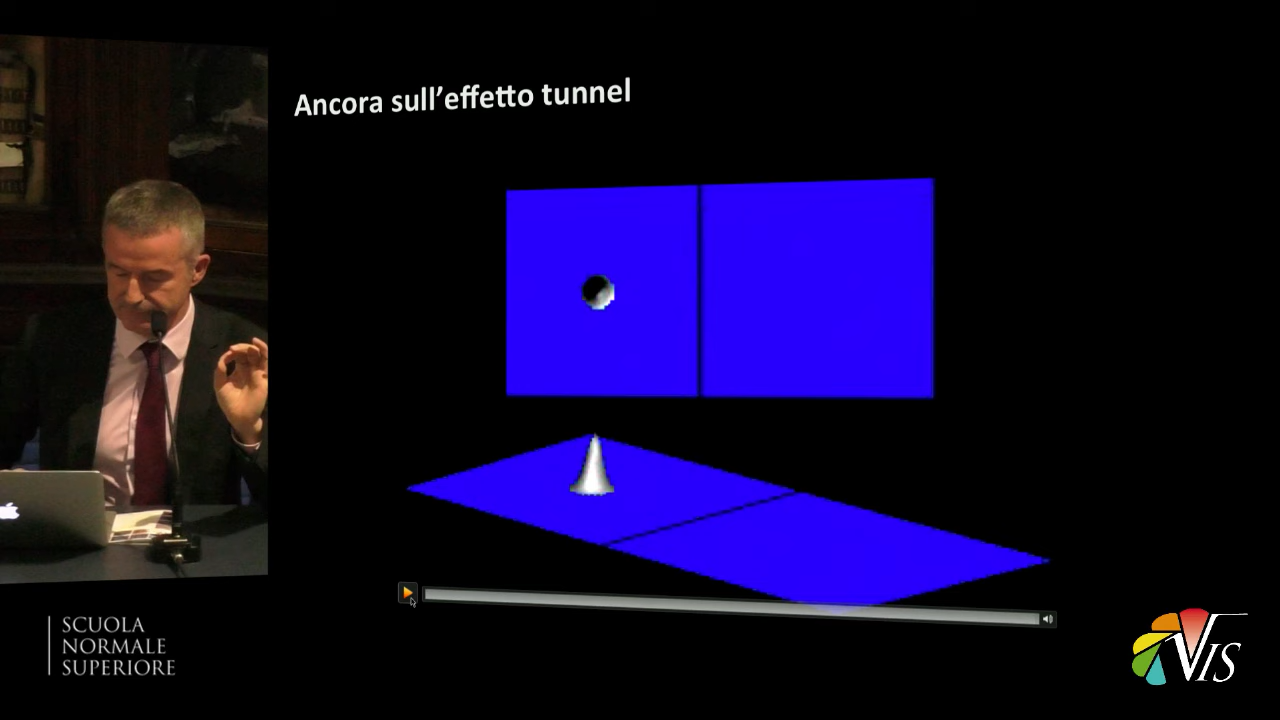 Ancora sull’effetto tunnel
SCUOLA
NORMALE
SUPERIORE
VIS